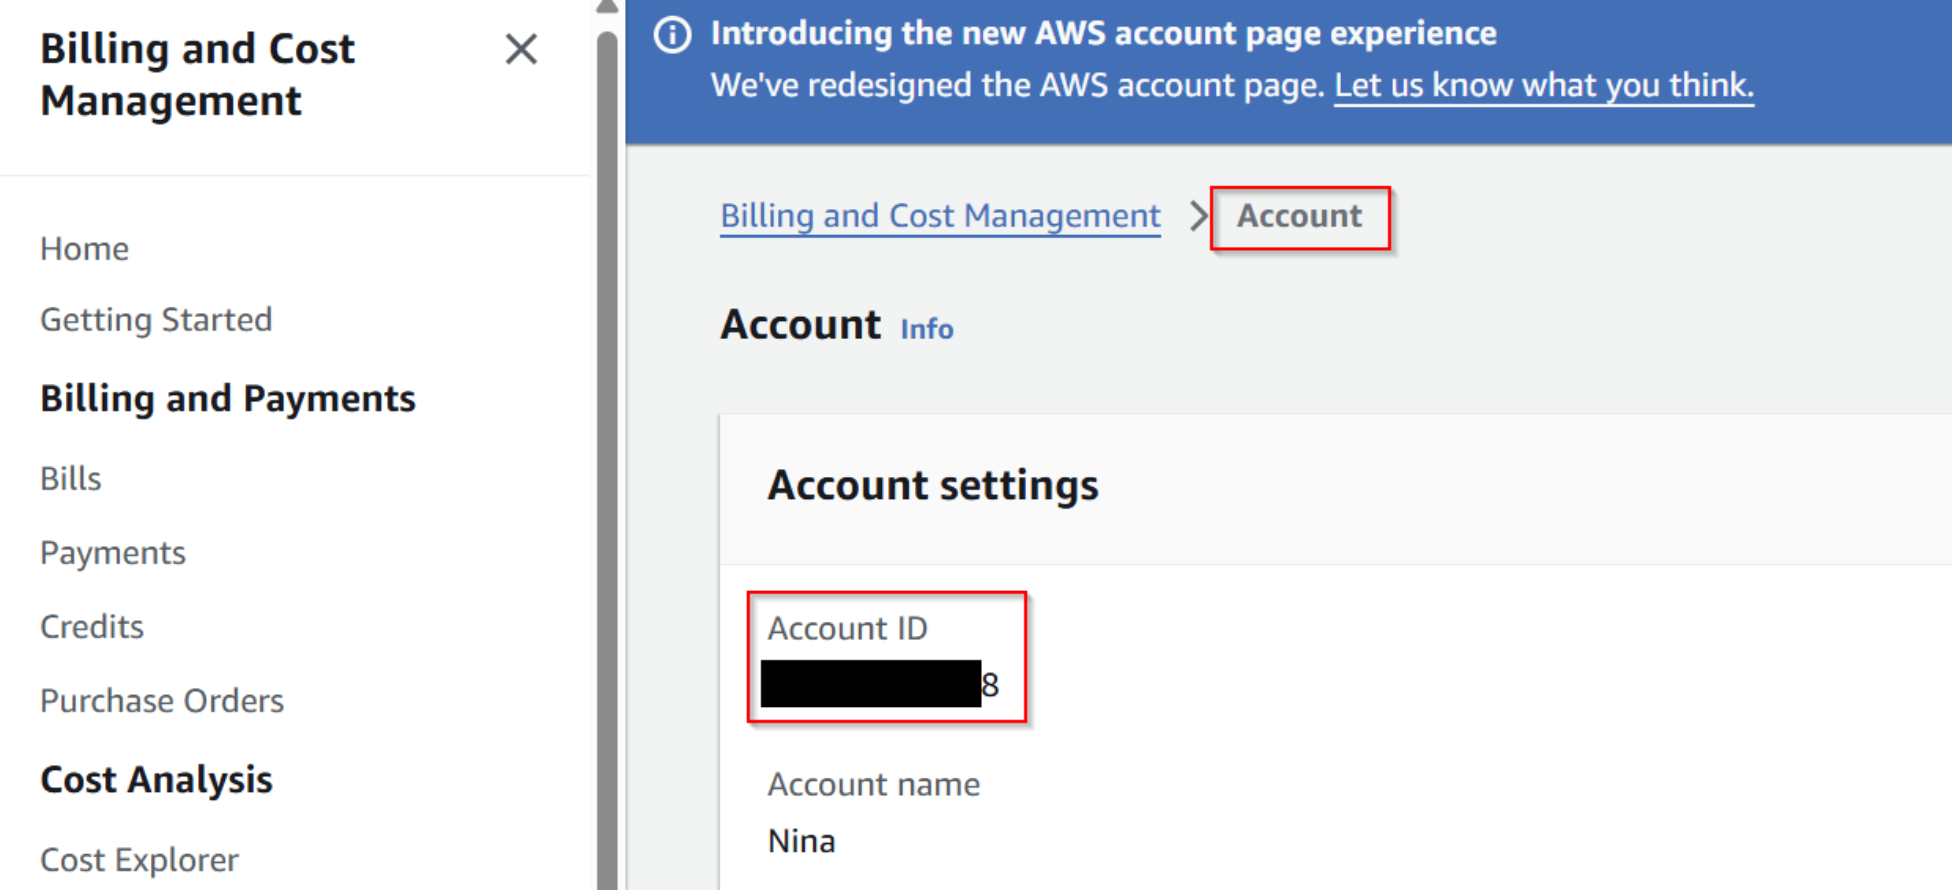 Billing and Cost
Management
Home
Getting Started
Billing and Payments
Bills
Payments
Credits
Purchase Orders
Cost Analysis
Cost Explorer
Introducing the new AWS account page experience
We've redesigned the AWS account page. Let us know what you think.
Billing and Cost Management > Account
Account Info
Account settings
Account ID
8
Account name
Nina